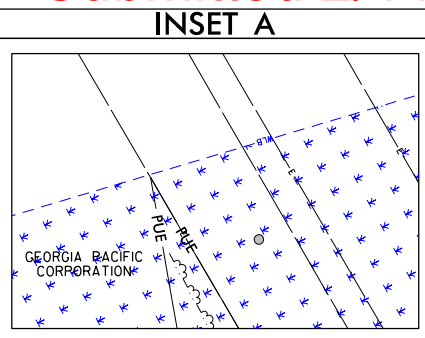 INSET A
WLB
E
E
PUE
PUE
GEORGIA PACIFIC
CORPORATION